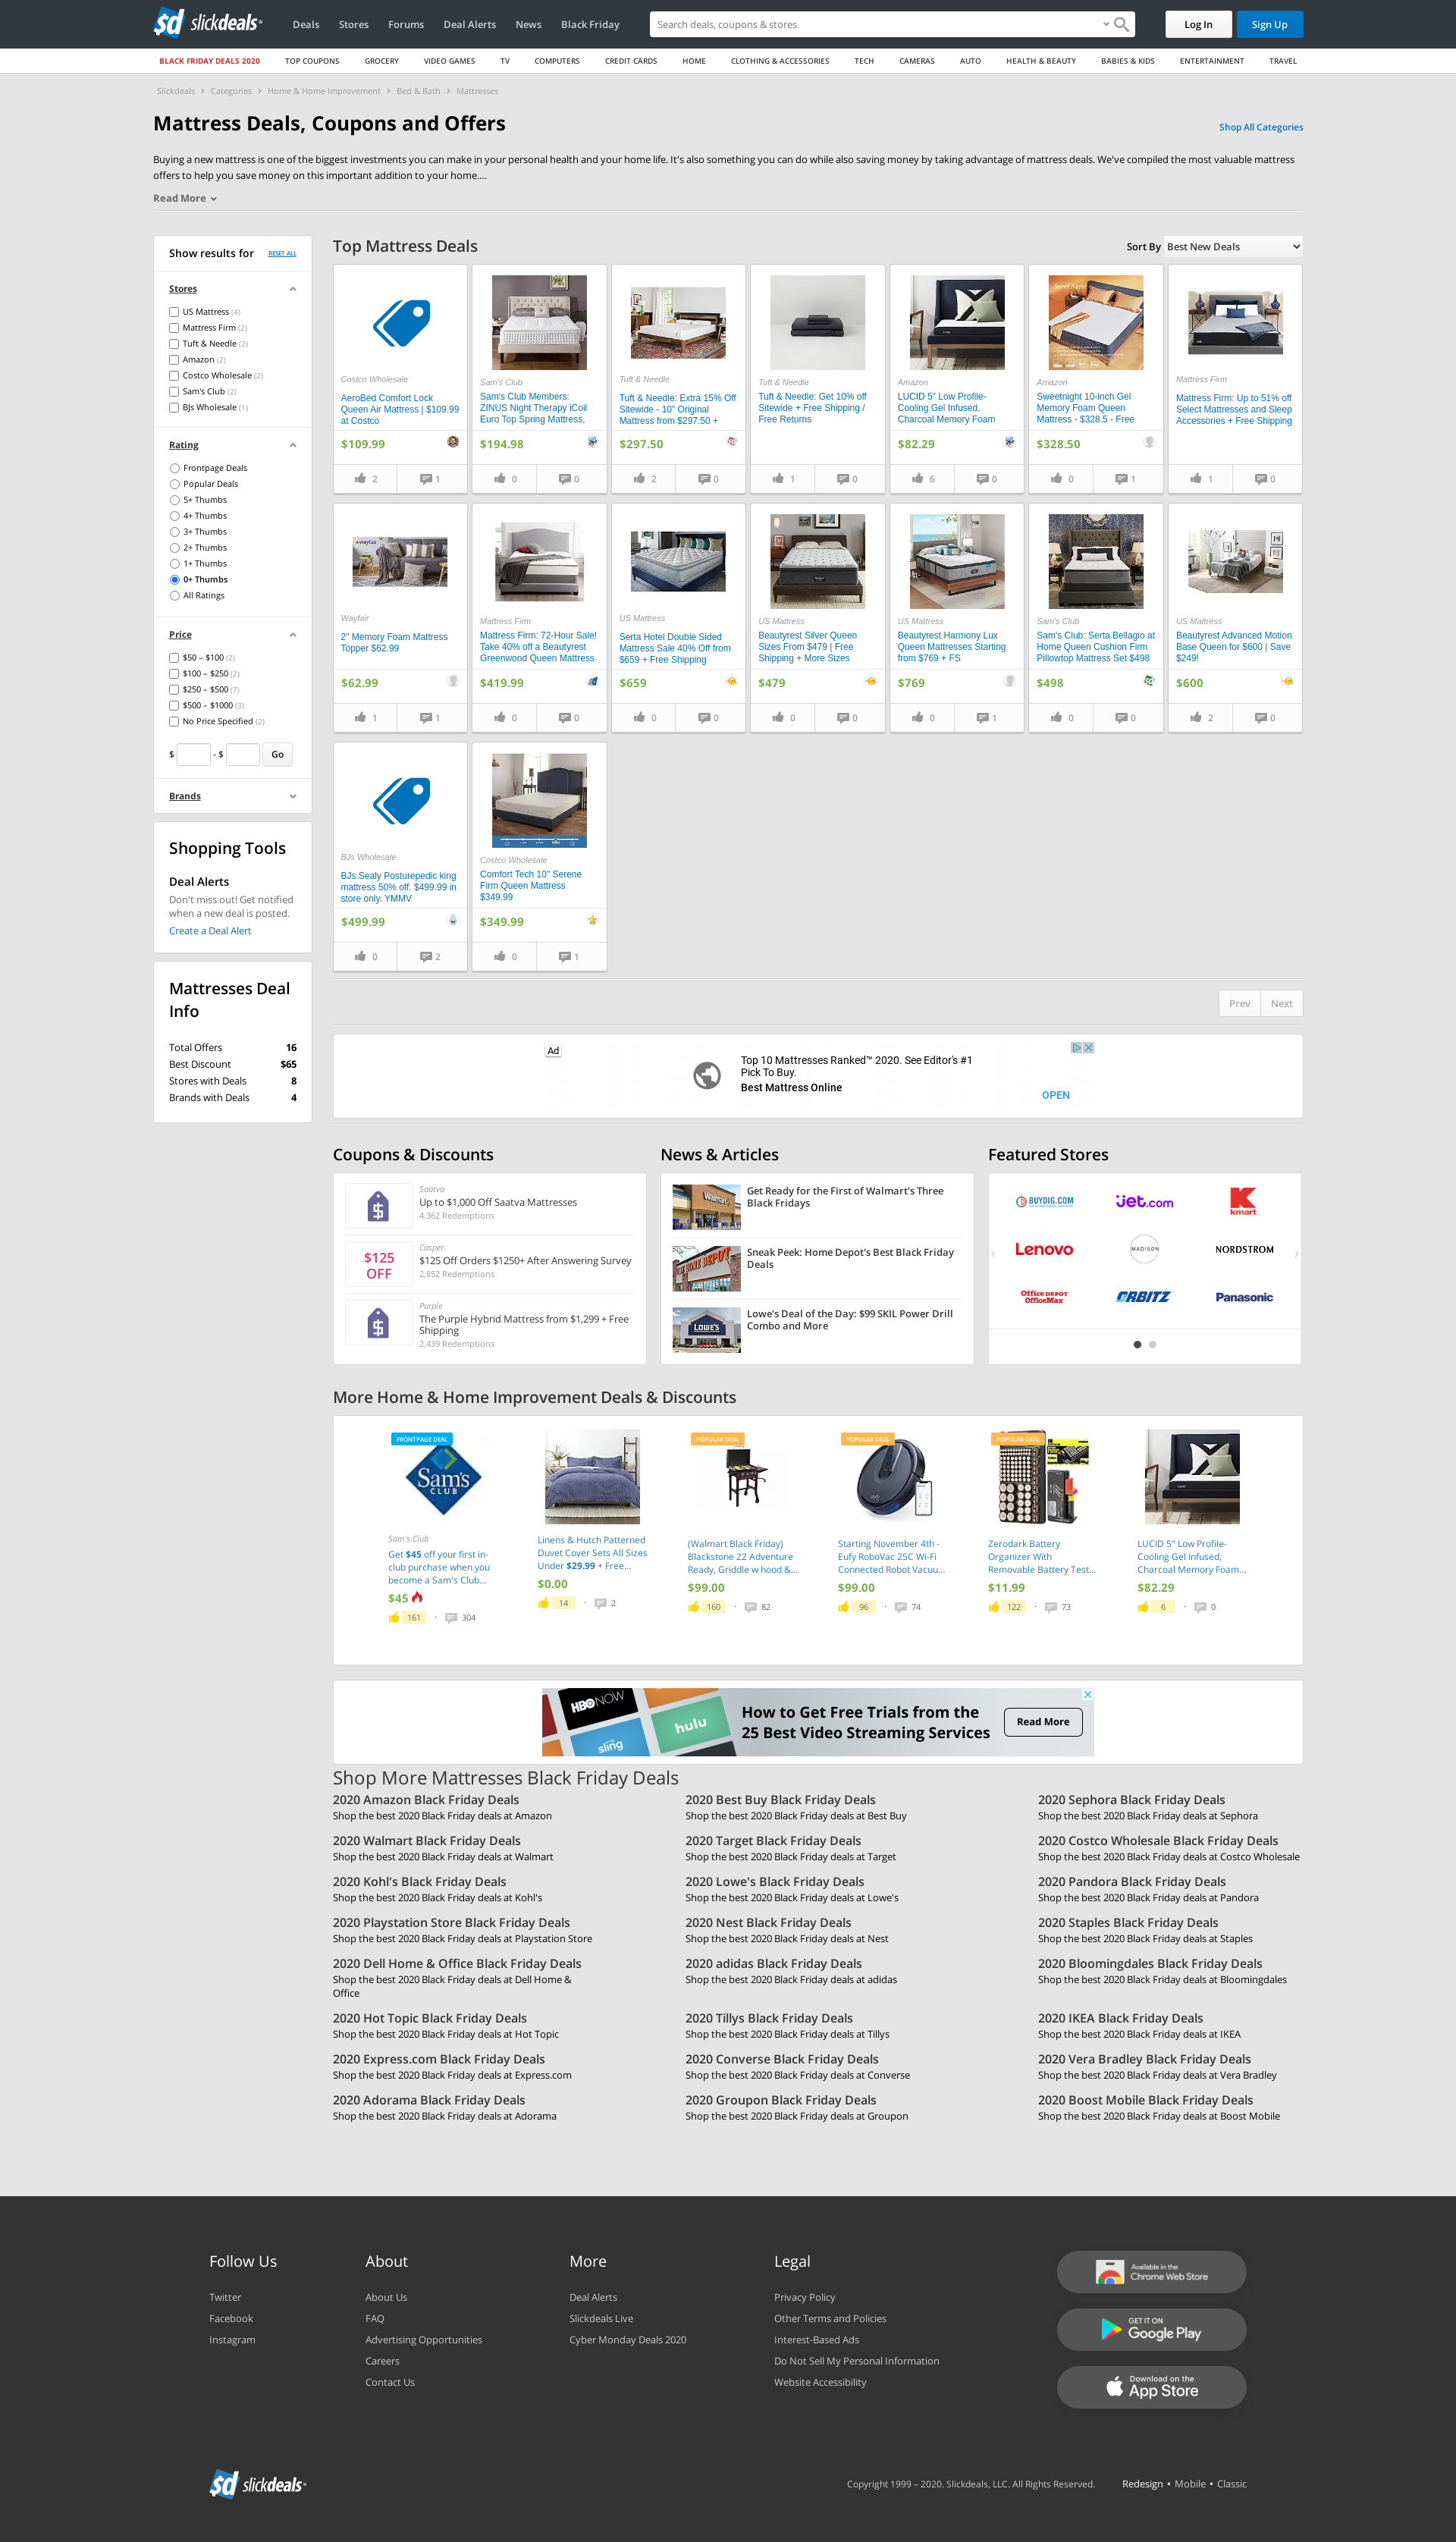 sd slickdeals
Deals Stores Forums Deal Alerts News Black Friday
Search deals, coupons & stores
Log In Sign Up
BLACK FRIDAY DEALS 2020 TOP COUPONS GROCERY VIDEO GAMES TV COMPUTERS CREDIT CARDS HOME CLOTHING & ACCESSORIES TECH CAMERAS AUTO HEALTH & BEAUTY BABIES & KIDS ENTERTAINMENT TRAVEL
Slickdeals > Categories > Home & Home Improvement > Bed & Bath > Mattresses
Mattress Deals, Coupons and Offers
Shop All Categories
Buying a new mattress is one of the biggest investments you can make in your personal health and your home life. It's also something you can do while also saving money by taking advantage of mattress deals. We've compiled the most valuable mattress
offers to help you save money on this important addition to your home....
Read More
Show results for RESET ALL
Stores
US Mattress (4)
Mattress Firm (2)
Tuft & Needle (2)
Amazon (2)
Costco Wholesale (2)
Sam's Club (2)
BJs Wholesale (1)
Rating
Frontpage Deals
Popular Deals
5+ Thumbs
4+ Thumbs
3+ Thumbs
2+ Thumbs
1+ Thumbs
0+ Thumbs
All Ratings
Price
$50 – $100 (2)
$100 – $250 (2)
$250 – $500 (7)
$500 – $1000 (3)
No Price Specified (2)
$ - $ Go
Brands
Shopping Tools
Deal Alerts
Don't miss out! Get notified
when a new deal is posted.
Create a Deal Alert
Mattresses Deal
Info
Total Offers 16
Best Discount $65
Stores with Deals 8
Brands with Deals 4
Top Mattress Deals
Sort By Best New Deals
Costco Wholesale
AeroBed Comfort Lock
Queen Air Mattress | $109.99
at Costco
$109.99
2 1
Sam's Club
Sam's Club Members:
ZINUS Night Therapy iCoil
Euro Top Spring Mattress,
$194.98
0 0
Tuft & Needle
Tuft & Needle: Extra 15% Off
Sitewide - 10" Original
Mattress from $297.50 +
$297.50
2 0
Tuft & Needle
Tuft & Needle: Get 10% off
Sitewide + Free Shipping /
Free Returns
1 0
Amazon
LUCID 5" Low Profile-
Cooling Gel Infused,
Charcoal Memory Foam
$82.29
6 0
Sweet Night
Amazon
Sweetnight 10-inch Gel
Memory Foam Queen
Mattress - $328.5 - Free
$328.50
0 1
Mattress Firm
Mattress Firm: Up to 51% off
Select Mattresses and Sleep
Accessories + Free Shipping
1 0
wayfair
Wayfair
2" Memory Foam Mattress
Topper $62.99
$62.99
1 1
Mattress Firm
Mattress Firm: 72-Hour Sale!
Take 40% off a Beautyrest
Greenwood Queen Mattress
$419.99
0 0
US Mattress
Serta Hotel Double Sided
Mattress Sale 40% Off from
$659 + Free Shipping
$659
0 0
US Mattress
Beautyrest Silver Queen
Sizes From $479 | Free
Shipping + More Sizes
$479
0 0
US Mattress
Beautyrest Harmony Lux
Queen Mattresses Starting
from $769 + FS
$769
0 1
Sam's Club
Sam's Club: Serta Bellagio at
Home Queen Cushion Firm
Pillowtop Mattress Set $498
$498
0 0
US Mattress
Beautyrest Advanced Motion
Base Queen for $600 | Save
$249!
$600
2 0
BJs Wholesale
BJs Sealy Posturepedic king
mattress 50% off. $499.99 in
store only. YMMV
$499.99
0 2
Costco Wholesale
Comfort Tech 10" Serene
Firm Queen Mattress
$349.99
$349.99
0 1
Prev Next
Ad
Top 10 Mattresses Ranked™ 2020. See Editor's #1
Pick To Buy.
Best Mattress Online
OPEN
Coupons & Discounts
Saatva
Up to $1,000 Off Saatva Mattresses
4,362 Redemptions
$125
OFF
Casper
$125 Off Orders $1250+ After Answering Survey
2,852 Redemptions
Purple
The Purple Hybrid Mattress from $1,299 + Free
Shipping
2,439 Redemptions
News & Articles
Walmart
Get Ready for the First of Walmart's Three
Black Fridays
HOME DEPOT
Sneak Peek: Home Depot's Best Black Friday
Deals
LOWE'S
Lowe's Deal of the Day: $99 SKIL Power Drill
Combo and More
Featured Stores
BUYDIG.COM jet.com kmart
Lenovo MADISON NORDSTROM
Office DEPOT
OfficeMax ORBITZ Panasonic
More Home & Home Improvement Deals & Discounts
FRONTPAGE DEAL
Sam's
CLUB
Sam's Club
Get $45 off your first in-
club purchase when you
become a Sam's Club...
$45
161 · 304
Linens & Hutch Patterned
Duvet Cover Sets All Sizes
Under $29.99 + Free...
$0.00
14 · 2
POPULAR DEAL
(Walmart Black Friday)
Blackstone 22 Adventure
Ready, Griddle w hood &...
$99.00
160 · 82
POPULAR DEAL
eufy
Starting November 4th -
Eufy RoboVac 25C Wi-Fi
Connected Robot Vacuu...
$99.00
96 · 74
POPULAR DEAL
Zerodark Battery
Organizer With
Removable Battery Test...
$11.99
122 · 73
LUCID 5" Low Profile-
Cooling Gel Infused,
Charcoal Memory Foam...
$82.29
6 · 0
HBO NOW
hulu
sling
How to Get Free Trials from the
25 Best Video Streaming Services
Read More
Shop More Mattresses Black Friday Deals
2020 Amazon Black Friday Deals
Shop the best 2020 Black Friday deals at Amazon
2020 Best Buy Black Friday Deals
Shop the best 2020 Black Friday deals at Best Buy
2020 Sephora Black Friday Deals
Shop the best 2020 Black Friday deals at Sephora
2020 Walmart Black Friday Deals
Shop the best 2020 Black Friday deals at Walmart
2020 Target Black Friday Deals
Shop the best 2020 Black Friday deals at Target
2020 Costco Wholesale Black Friday Deals
Shop the best 2020 Black Friday deals at Costco Wholesale
2020 Kohl's Black Friday Deals
Shop the best 2020 Black Friday deals at Kohl's
2020 Lowe's Black Friday Deals
Shop the best 2020 Black Friday deals at Lowe's
2020 Pandora Black Friday Deals
Shop the best 2020 Black Friday deals at Pandora
2020 Playstation Store Black Friday Deals
Shop the best 2020 Black Friday deals at Playstation Store
2020 Nest Black Friday Deals
Shop the best 2020 Black Friday deals at Nest
2020 Staples Black Friday Deals
Shop the best 2020 Black Friday deals at Staples
2020 Dell Home & Office Black Friday Deals
Shop the best 2020 Black Friday deals at Dell Home &
Office
2020 adidas Black Friday Deals
Shop the best 2020 Black Friday deals at adidas
2020 Bloomingdales Black Friday Deals
Shop the best 2020 Black Friday deals at Bloomingdales
2020 Hot Topic Black Friday Deals
Shop the best 2020 Black Friday deals at Hot Topic
2020 Tillys Black Friday Deals
Shop the best 2020 Black Friday deals at Tillys
2020 IKEA Black Friday Deals
Shop the best 2020 Black Friday deals at IKEA
2020 Express.com Black Friday Deals
Shop the best 2020 Black Friday deals at Express.com
2020 Converse Black Friday Deals
Shop the best 2020 Black Friday deals at Converse
2020 Vera Bradley Black Friday Deals
Shop the best 2020 Black Friday deals at Vera Bradley
2020 Adorama Black Friday Deals
Shop the best 2020 Black Friday deals at Adorama
2020 Groupon Black Friday Deals
Shop the best 2020 Black Friday deals at Groupon
2020 Boost Mobile Black Friday Deals
Shop the best 2020 Black Friday deals at Boost Mobile
Follow Us
Twitter
Facebook
Instagram
About
About Us
FAQ
Advertising Opportunities
Careers
Contact Us
More
Deal Alerts
Slickdeals Live
Cyber Monday Deals 2020
Legal
Privacy Policy
Other Terms and Policies
Interest-Based Ads
Do Not Sell My Personal Information
Website Accessibility
Available in the
Chrome Web Store
GET IT ON
Google Play
Download on the
App Store
sd slickdeals
Copyright 1999 – 2020. Slickdeals, LLC. All Rights Reserved.
Redesign • Mobile • Classic